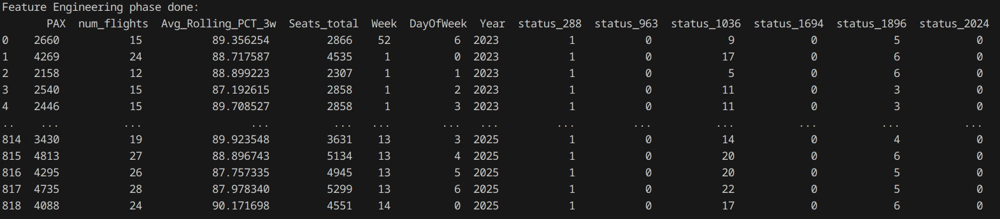 Feature Engineering phase done:
PAX num_flights Avg_Rolling_PCT_3w Seats_total Week DayOfWeek Year status_288 status_963 status_1036 status_1694 status_1896 status_2024
0 2660 15 89.356254 2866 52 6 2023 1 0 9 0 5 0
1 4269 24 88.717587 4535 1 0 2023 1 0 17 0 6 0
2 2158 12 88.899223 2307 1 1 2023 1 0 5 0 6 0
3 2540 15 87.192615 2858 1 2 2023 1 0 11 0 3 0
4 2446 15 89.708527 2858 1 3 2023 1 0 11 0 3 0
.. ... ... ... ... ... ... ... ... ... ... ... ... ...
814 3430 19 89.923548 3631 13 3 2025 1 0 14 0 4 0
815 4813 27 88.896743 5134 13 4 2025 1 0 20 0 6 0
816 4295 26 87.757335 4945 13 5 2025 1 0 20 0 5 0
817 4735 28 87.978340 5299 13 6 2025 1 0 22 0 5 0
818 4088 24 90.171698 4551 14 0 2025 1 0 17 0 6 0